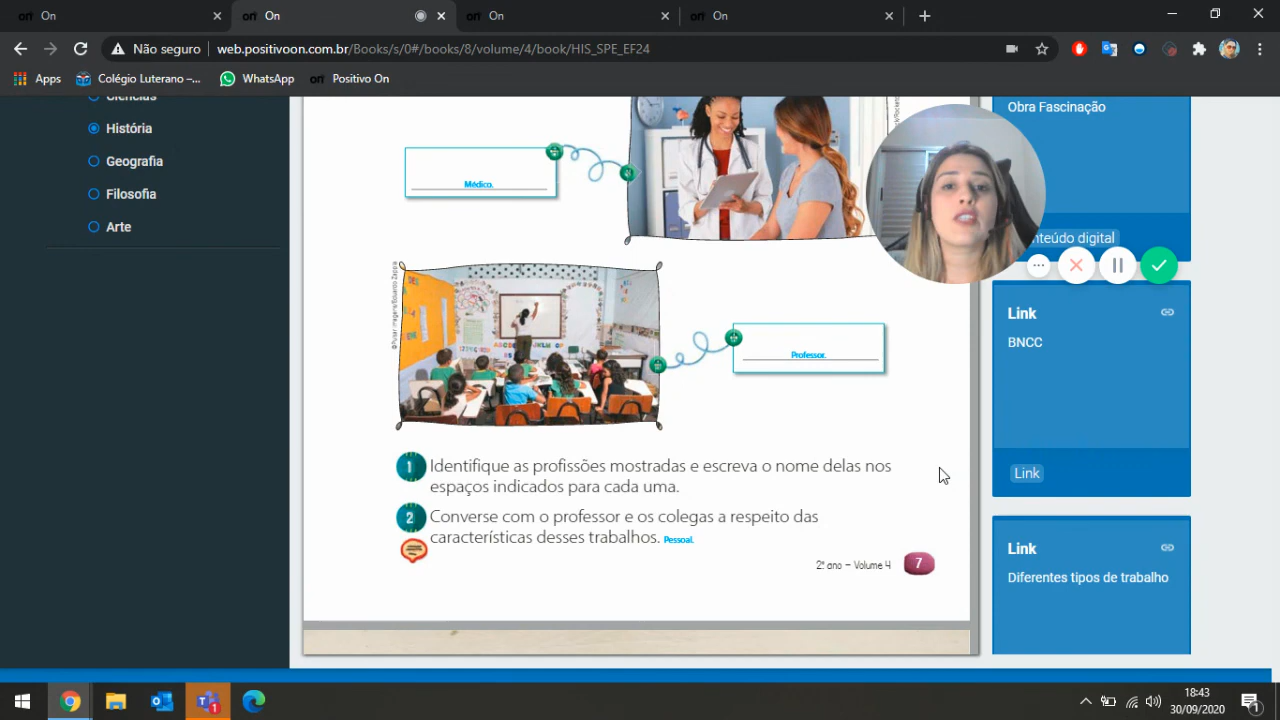 On
On
On
On
Não seguro
web.positivoon.com.br/Books/s/0#/books/8/volume/4/book/HIS_SPE_EF24
Apps
Colégio Luterano –...
WhatsApp
on
Positivo On
Ciências
História
Geografia
Filosofia
Arte
Médico.
Professor.
1 Identifique as profissões mostradas e escreva o nome delas nos
espaços indicados para cada uma.
2 Converse com o professor e os colegas a respeito das
características desses trabalhos. Pessoal.
2º. ano – Volume 4
7
Obra Fascinação
nteúdo digital
Link
BNCC
Link
Link
Diferentes tipos de trabalho
18:43
30/09/2020